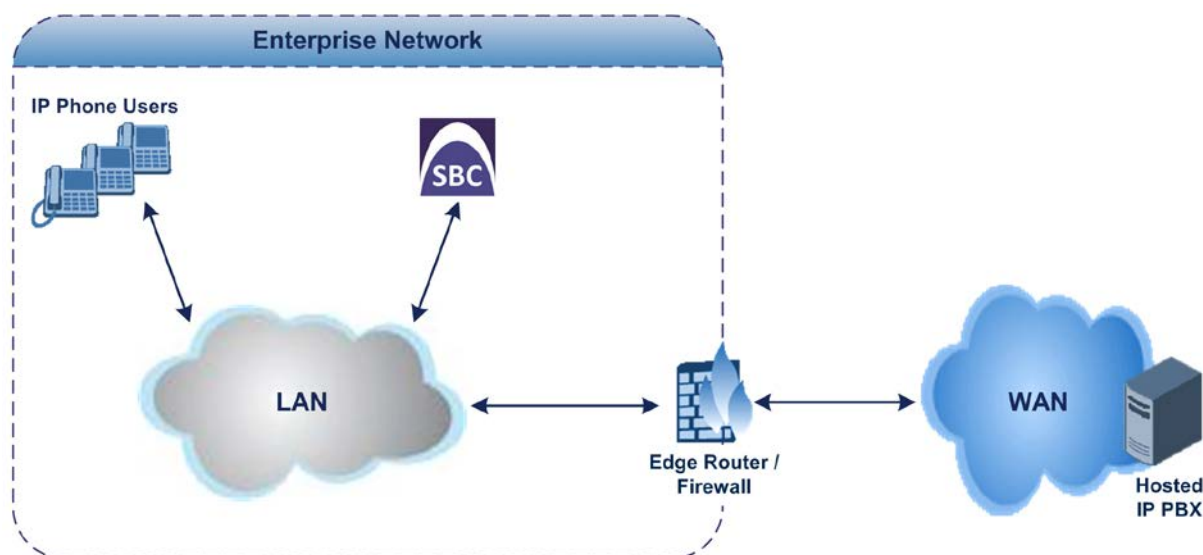 Enterprise Network
IP Phone Users
SBC
LAN
WAN
Edge Router /
Firewall
Hosted
IP PBX